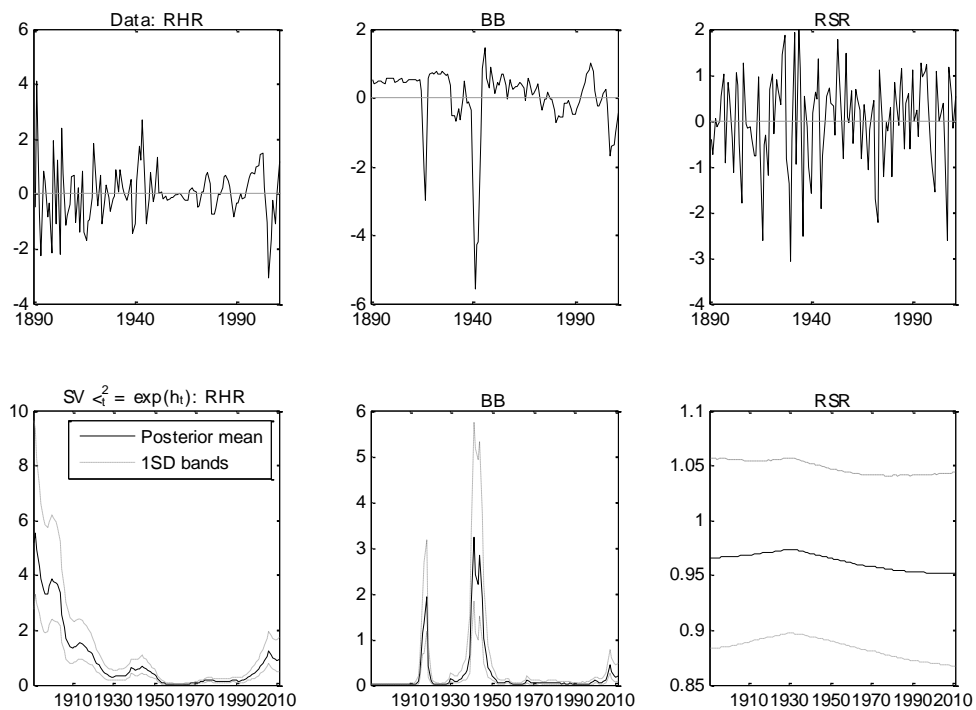 Data: RHR
BB
RSR
6
4
2
0
-2
-4
1890 1940 1990
2
0
-2
-4
-6
1890 1940 1990
2
1
0
-1
-2
-3
-4
1890 1940 1990
SV <²t = exp(ht): RHR
BB
RSR
10
8
6
4
2
0
Posterior mean
1SD bands
1910 1930 1950 1970 1990 2010
6
5
4
3
2
1
0
1910 1930 1950 1970 1990 2010
1.1
1.05
1
0.95
0.9
0.85
1910 1930 1950 1970 1990 2010